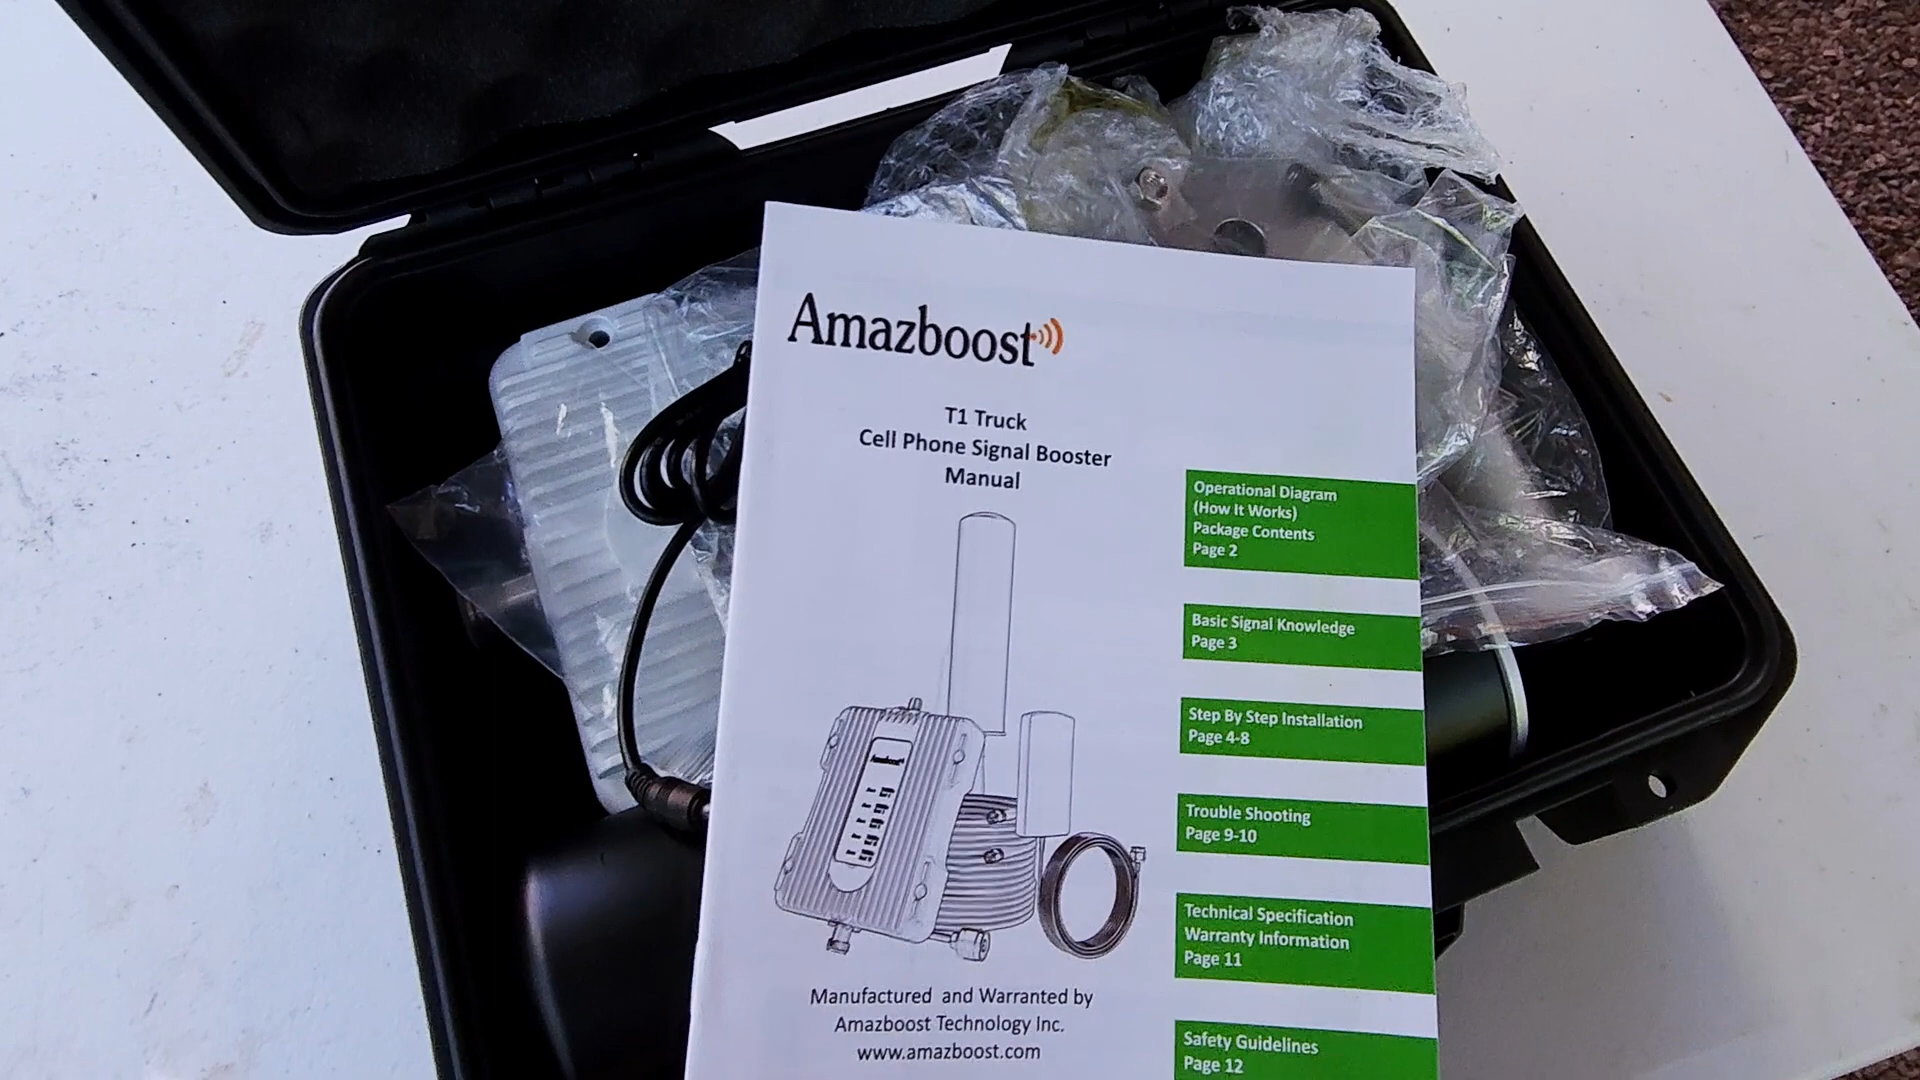 Amazboost
T1 Truck
Cell Phone Signal Booster
Manual
Operational Diagram
(How It Works)
Package Contents
Page 2
Basic Signal Knowledge
Page 3
Step By Step Installation
Page 4-8
Trouble Shooting
Page 9-10
Technical Specification
Warranty Information
Page 11
Safety Guidelines
Page 12
Amazboost
Manufactured and Warranted by
Amazboost Technology Inc.
www.amazboost.com